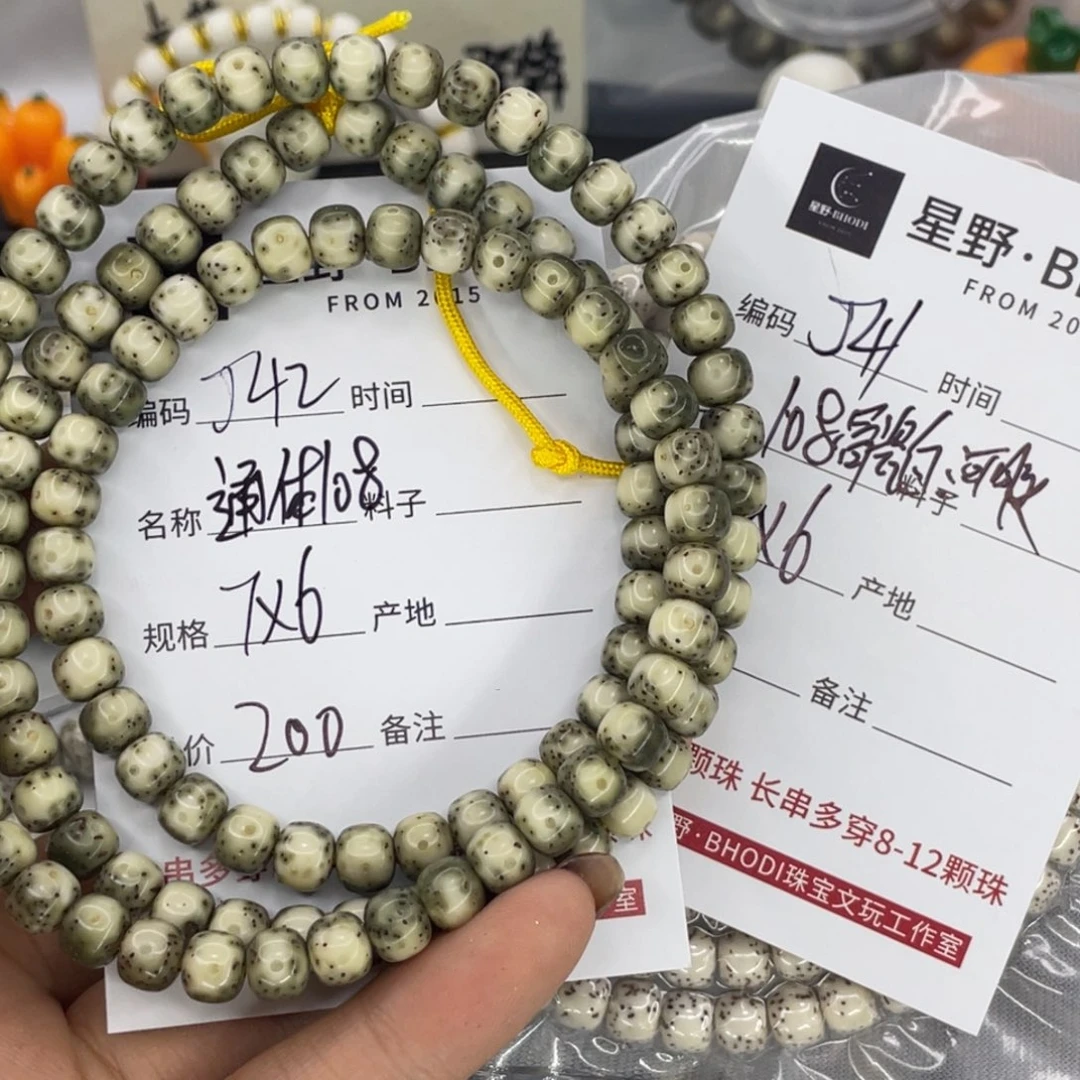 FROM 2015
编码 J42 时间
名称 通体108 料子
规格 7X6 产地
价 200 备注
串多
室
星野·BHODI
星野·B
FROM 20
编码 J41 时间
108 料子
X6 产地
备注
颗珠 长串多穿8-12颗珠
野·BHODI珠宝文玩工作室